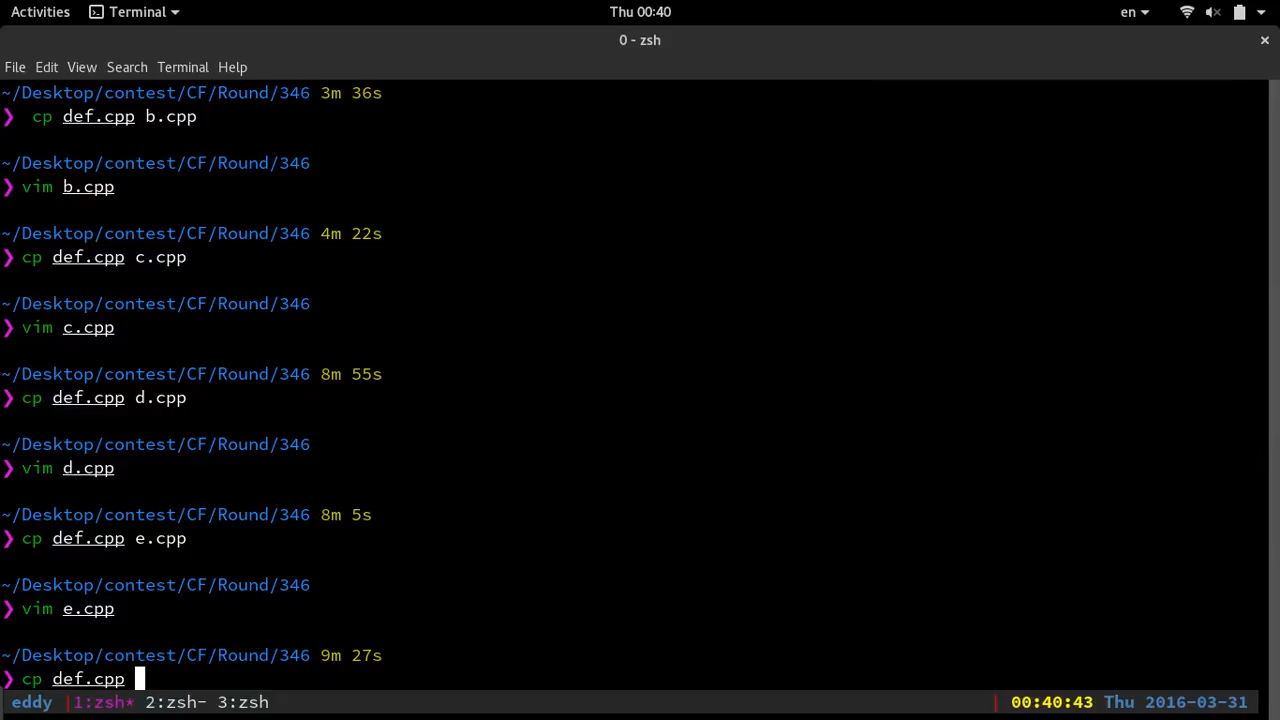 Activities Terminal Thu 00:40 en
0 - zsh
File Edit View Search Terminal Help
~/Desktop/contest/CF/Round/346 3m 36s
❯ cp def.cpp b.cpp
~/Desktop/contest/CF/Round/346
❯ vim b.cpp
~/Desktop/contest/CF/Round/346 4m 22s
❯ cp def.cpp c.cpp
~/Desktop/contest/CF/Round/346
❯ vim c.cpp
~/Desktop/contest/CF/Round/346 8m 55s
❯ cp def.cpp d.cpp
~/Desktop/contest/CF/Round/346
❯ vim d.cpp
~/Desktop/contest/CF/Round/346 8m 5s
❯ cp def.cpp e.cpp
~/Desktop/contest/CF/Round/346
❯ vim e.cpp
~/Desktop/contest/CF/Round/346 9m 27s
❯ cp def.cpp
eddy |1:zsh* 2:zsh- 3:zsh | 00:40:43 Thu 2016-03-31